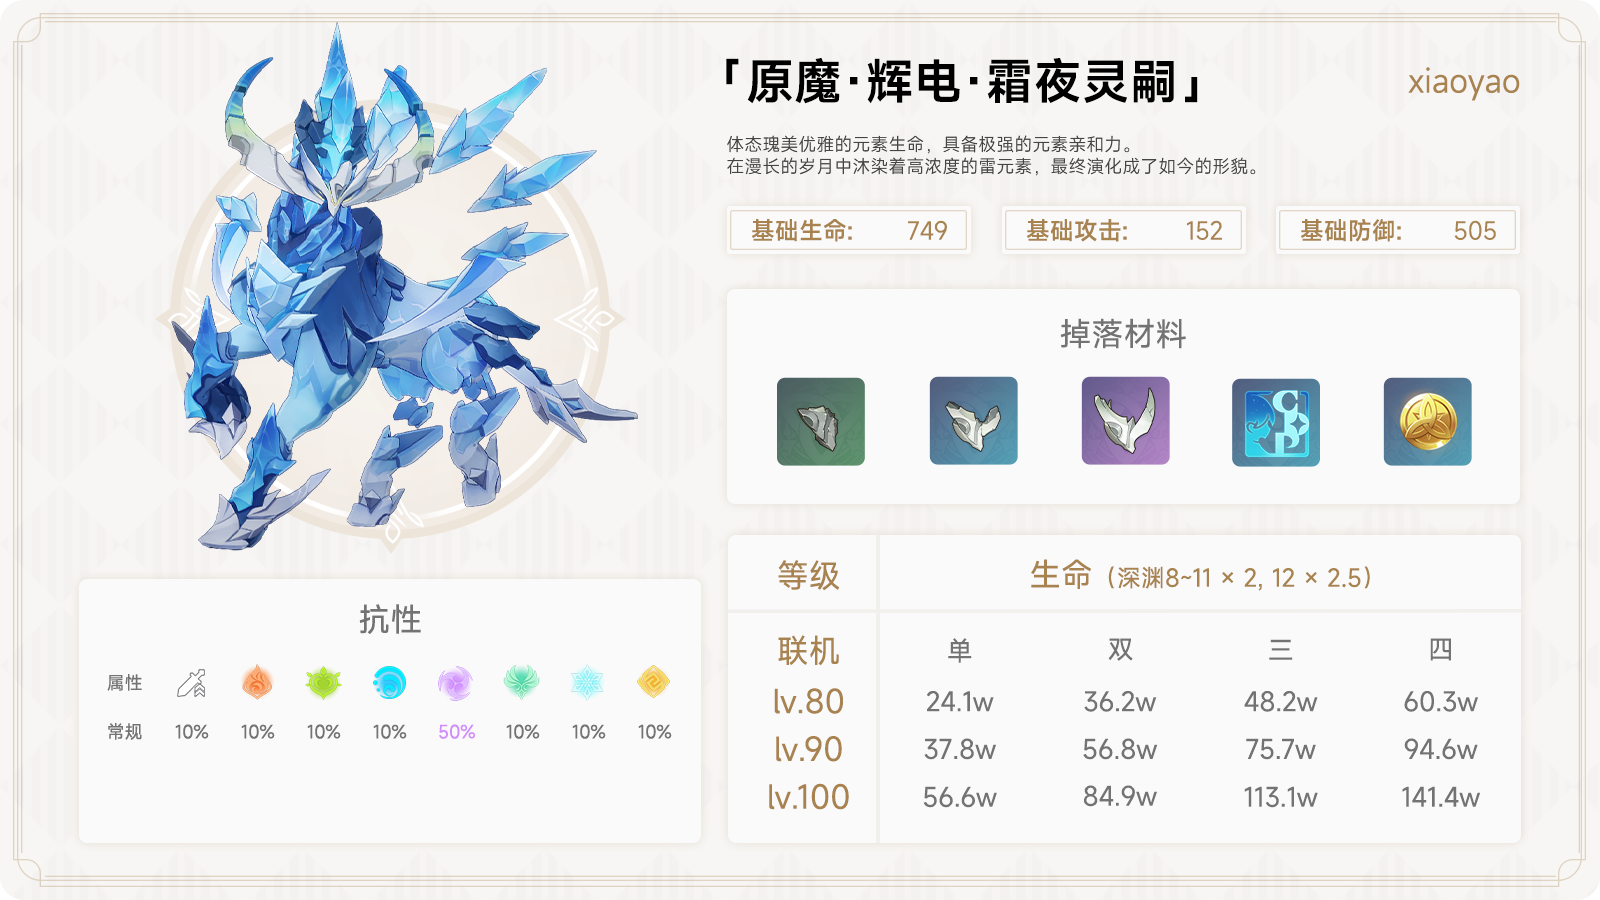 「原魔·辉电·霜夜灵嗣」
xiaoyao
体态瑰美优雅的元素生命，具备极强的元素亲和力。
在漫长的岁月中沐染着高浓度的雷元素，最终演化成了如今的形貌。
基础生命: 749
基础攻击: 152
基础防御: 505
掉落材料
抗性
属性
常规 10% 10% 10% 10% 50% 10% 10% 10%
等级 生命（深渊8~11 × 2, 12 × 2.5）
联机 单 双 三 四
lv.80 24.1w 36.2w 48.2w 60.3w
lv.90 37.8w 56.8w 75.7w 94.6w
lv.100 56.6w 84.9w 113.1w 141.4w